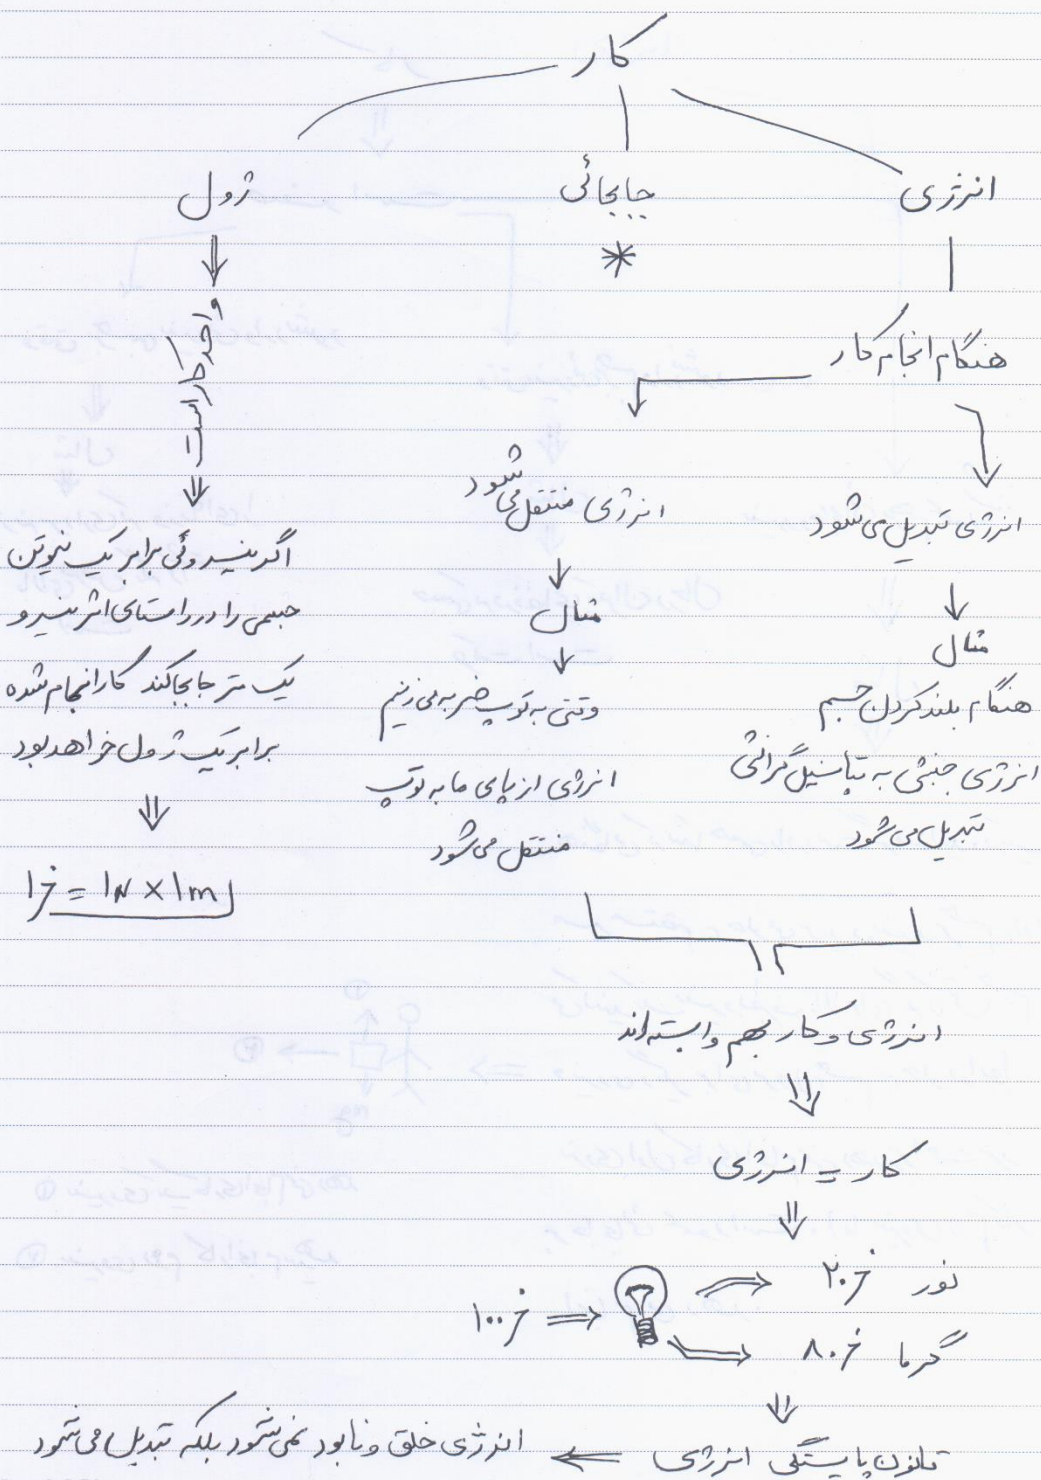 کار
انرژی
جابجائی
ژول
*
هنگام انجام کار
واحد کار است
انرژی تبدیل می شود
انرژی منتقل می شود
مثال
هنگام بلند کردن جسم
انرژی جنبشی به پتانسیل گرانشی
تبدیل می شود
مثال
وقتی به توپ ضربه می زنیم
انرژی از پای ما به توپ
منتقل می شود
اگر نیروئی برابر یک نیوتن
جسمی را در راستای اثر نیرو
یک متر جابجا کند کار انجام شده
برابر یک ژول خواهد بود
1J = 1N × 1m
انرژی و کار بهم وابسته اند
کار = انرژی
نور ۲۰ J
۱۰۰ J
گرما ۸۰ J
قانون پایستگی انرژی
انرژی خلق و نابود نمی شود بلکه تبدیل می شود